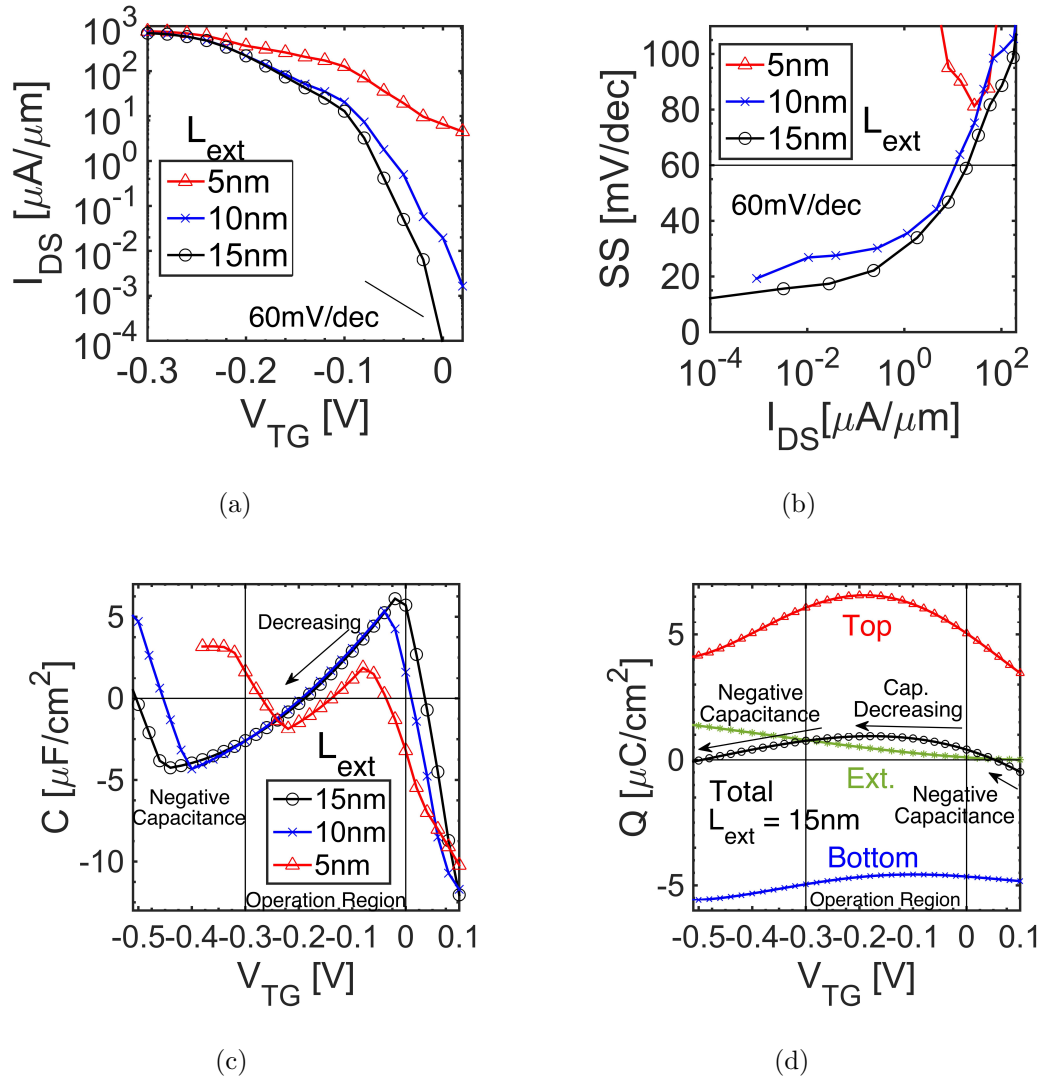 10^3
10^2
10^1
10^0
10^-1
10^-2
10^-3
10^-4
I_DS [μA/μm]
L_ext
5nm
10nm
15nm
60mV/dec
-0.3 -0.2 -0.1 0
V_TG [V]
(a)
100
80
60
40
20
0
SS [mV/dec]
5nm
10nm
15nm
L_ext
60mV/dec
10^-4 10^-2 10^0 10^2
I_DS[μA/μm]
(b)
5
0
-5
-10
C [μF/cm^2]
Decreasing
Negative
Capacitance
L_ext
15nm
10nm
5nm
Operation Region
-0.5 -0.4 -0.3 -0.2 -0.1 0 0.1
V_TG [V]
(c)
5
0
-5
Q [μC/cm^2]
Top
Negative
Capacitance
Cap.
Decreasing
Ext.
Total
L_ext = 15nm
Negative
Capacitance
Bottom
Operation Region
-0.5 -0.4 -0.3 -0.2 -0.1 0 0.1
V_TG [V]
(d)